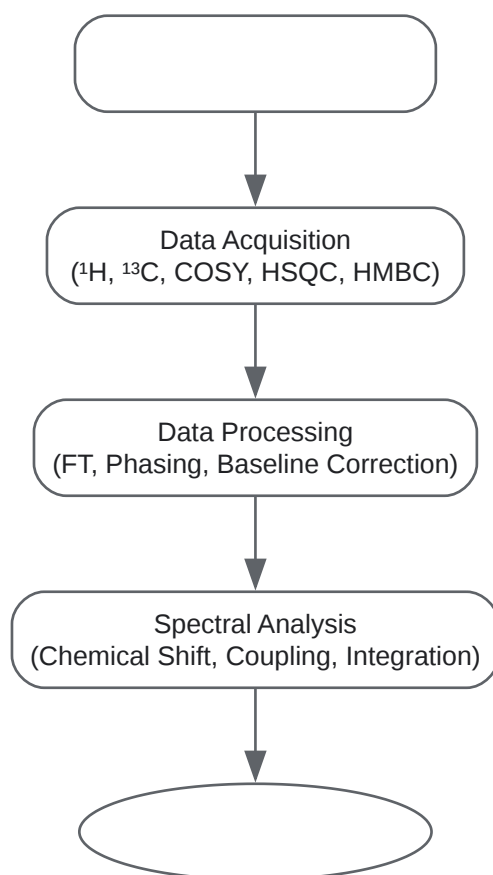 Data Acquisition
(¹H, ¹³C, COSY, HSQC, HMBC)
Data Processing
(FT, Phasing, Baseline Correction)
Spectral Analysis
(Chemical Shift, Coupling, Integration)